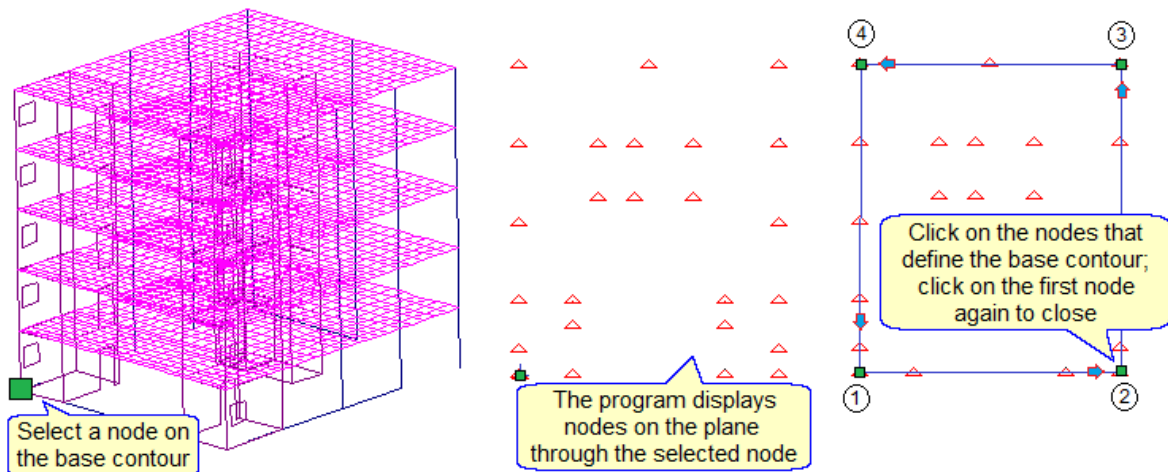 4
3
Click on the nodes that
define the base contour;
click on the first node
again to close
1
2
Select a node on
the base contour
The program displays
nodes on the plane
through the selected node